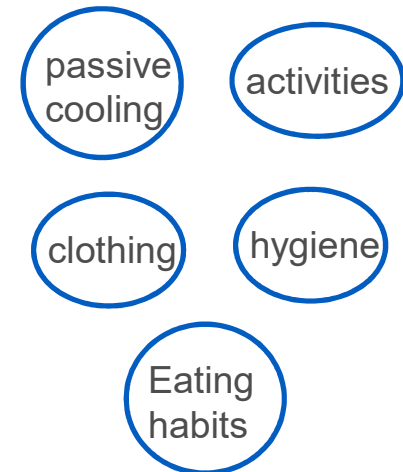 passive
cooling
activities
clothing
hygiene
Eating
habits